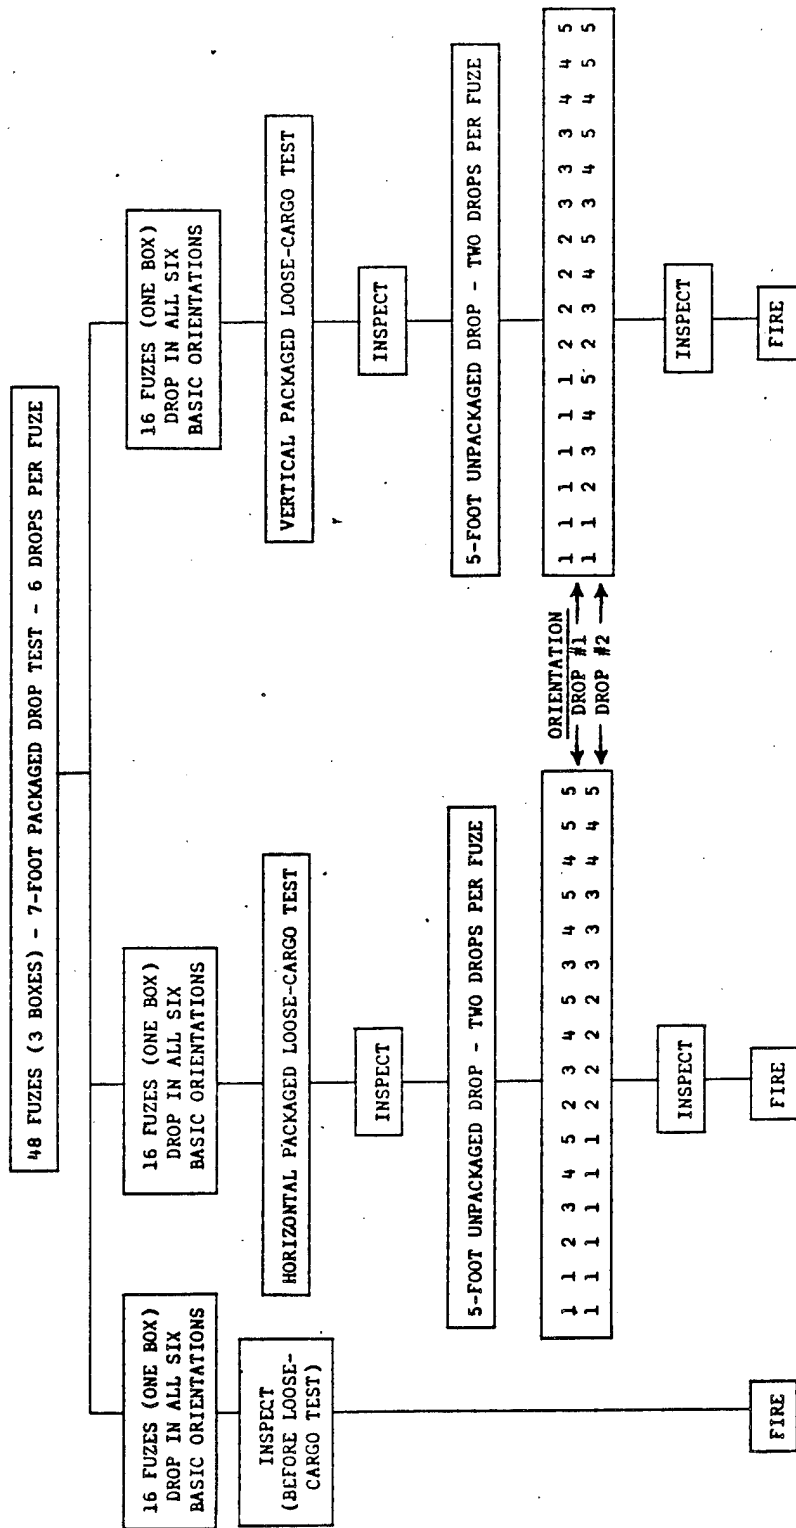 48 FUZES (3 BOXES) - 7-FOOT PACKAGED DROP TEST - 6 DROPS PER FUZE
16 FUZES (ONE BOX)
DROP IN ALL SIX
BASIC ORIENTATIONS
INSPECT
(BEFORE LOOSE-
CARGO TEST)
FIRE
16 FUZES (ONE BOX)
DROP IN ALL SIX
BASIC ORIENTATIONS
HORIZONTAL PACKAGED LOOSE-CARGO TEST
INSPECT
5-FOOT UNPACKAGED DROP - TWO DROPS PER FUZE
1 1 2 3 4 5 2 3 4 5 3 4 5 4 5 5
1 1 1 1 1 1 2 2 2 2 3 3 3 4 4 5
INSPECT
FIRE
ORIENTATION
DROP #1
DROP #2
16 FUZES (ONE BOX)
DROP IN ALL SIX
BASIC ORIENTATIONS
VERTICAL PACKAGED LOOSE-CARGO TEST
INSPECT
5-FOOT UNPACKAGED DROP - TWO DROPS PER FUZE
1 1 1 1 1 1 2 2 2 2 3 3 3 4 4 5
1 1 2 3 4 5 2 3 4 5 3 4 5 4 5 5
INSPECT
FIRE